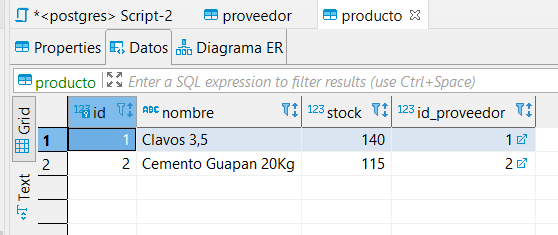 *<postgres> Script-2 proveedor producto
Properties Datos Diagrama ER
producto Enter a SQL expression to filter results (use Ctrl+Space)
Grid
Text
123 id ABC nombre 123 stock 123 id_proveedor
1 1 Clavos 3,5 140 1
2 2 Cemento Guapan 20Kg 115 2